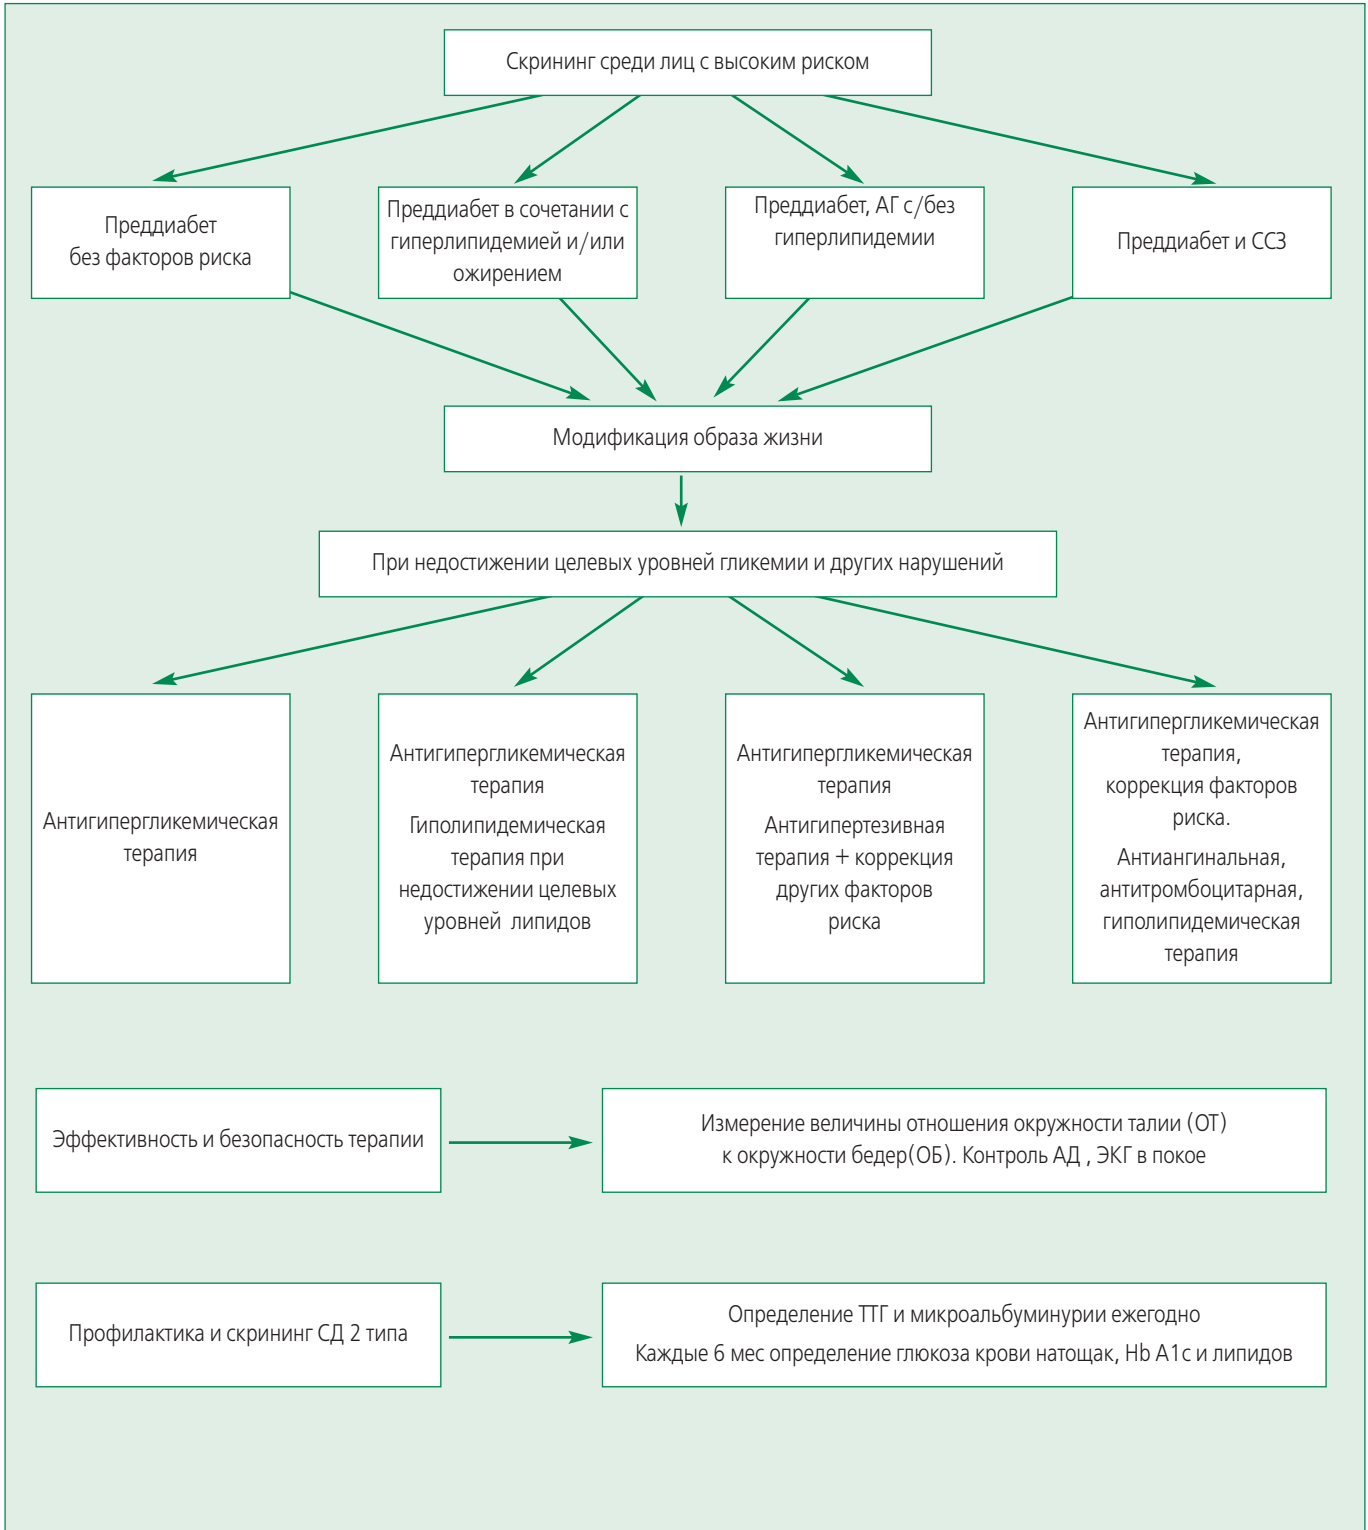 Скрининг среди лиц с высоким риском
Преддиабет
без факторов риска
Преддиабет в сочетании с
гиперлипидемией и/или
ожирением
Преддиабет, АГ с/без
гиперлипидемии
Преддиабет и ССЗ
Модификация образа жизни
При недостижении целевых уровней гликемии и других нарушений
Антигипергликемическая
терапия
Антигипергликемическая
терапия
Гиполипидемическая
терапия при
недостижении целевых
уровней липидов
Антигипергликемическая
терапия
Антигипертезивная
терапия + коррекция
других факторов
риска
Антигипергликемическая
терапия,
коррекция факторов
риска.
Антиангинальная,
антитромбоцитарная,
гиполипидемическая
терапия
Эффективность и безопасность терапии
Измерение величины отношения окружности талии (ОТ)
к окружности бедер(ОБ). Контроль АД , ЭКГ в покое
Профилактика и скрининг СД 2 типа
Определение ТТГ и микроальбуминурии ежегодно
Каждые 6 мес определение глюкоза крови натощак, Hb A1c и липидов